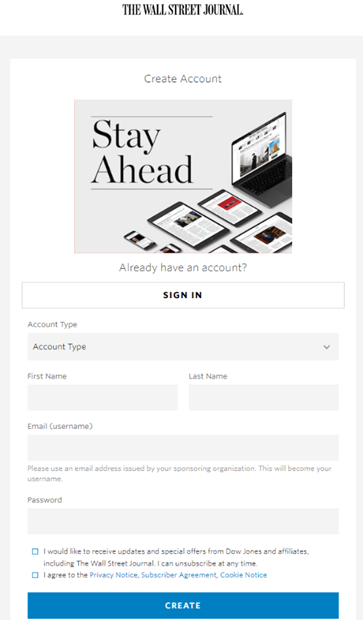 THE WALL STREET JOURNAL.
Create Account
Stay
Ahead
Already have an account?
SIGN IN
Account Type
Account Type
First Name Last Name
Email (username)
Please use an email address issued by your sponsoring organization. This will become your
username.
Password
I would like to receive updates and special offers from Dow Jones and affiliates,
including The Wall Street Journal. I can unsubscribe at any time.
I agree to the Privacy Notice, Subscriber Agreement, Cookie Notice
CREATE